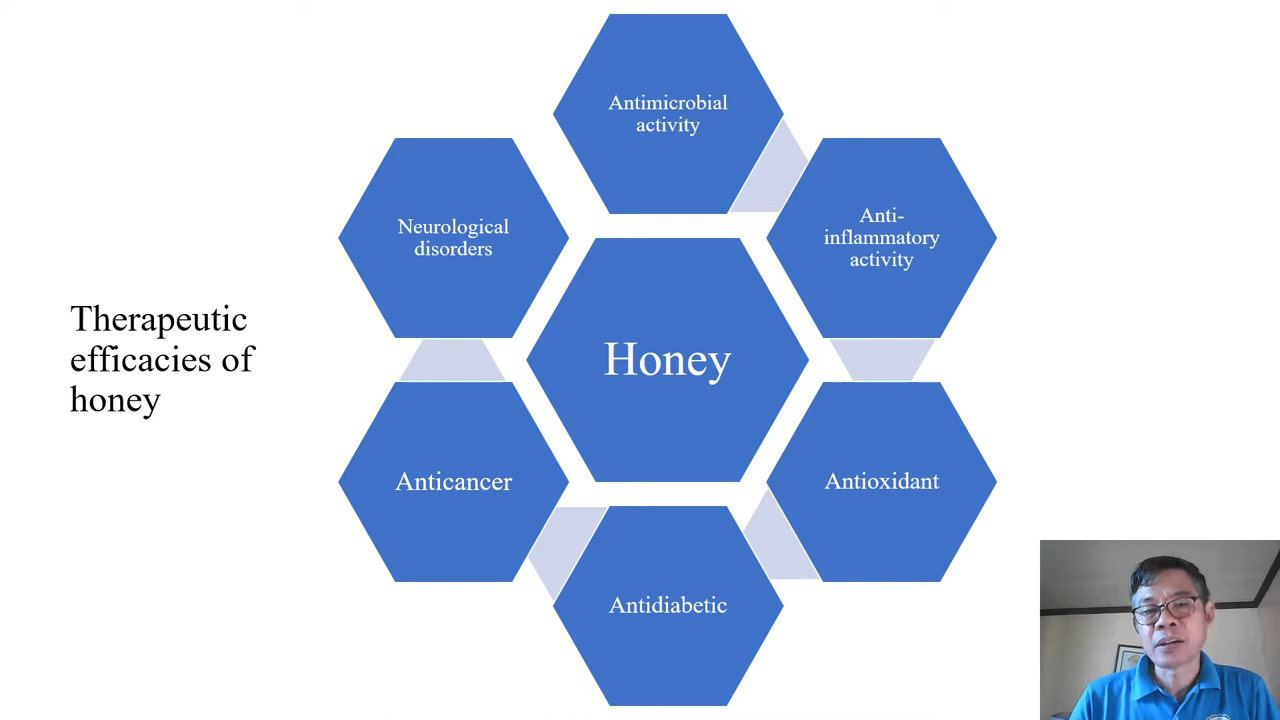 Therapeutic
efficacies of
honey
Antimicrobial
activity
Anti-
inflammatory
activity
Antioxidant
Antidiabetic
Anticancer
Neurological
disorders
Honey